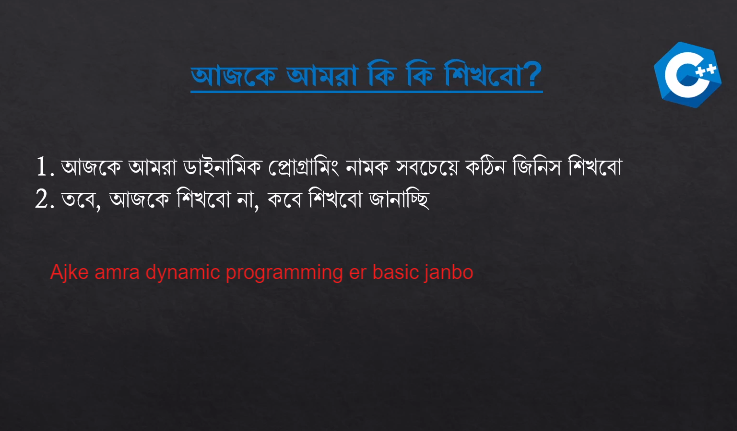 আজকে আমরা কি কি শিখবো?
C++
1. আজকে আমরা ডাইনামিক প্রোগ্রামিং নামক সবচেয়ে কঠিন জিনিস শিখবো
2. তবে, আজকে শিখবো না, কবে শিখবো জানাচ্ছি
Ajke amra dynamic programming er basic janbo